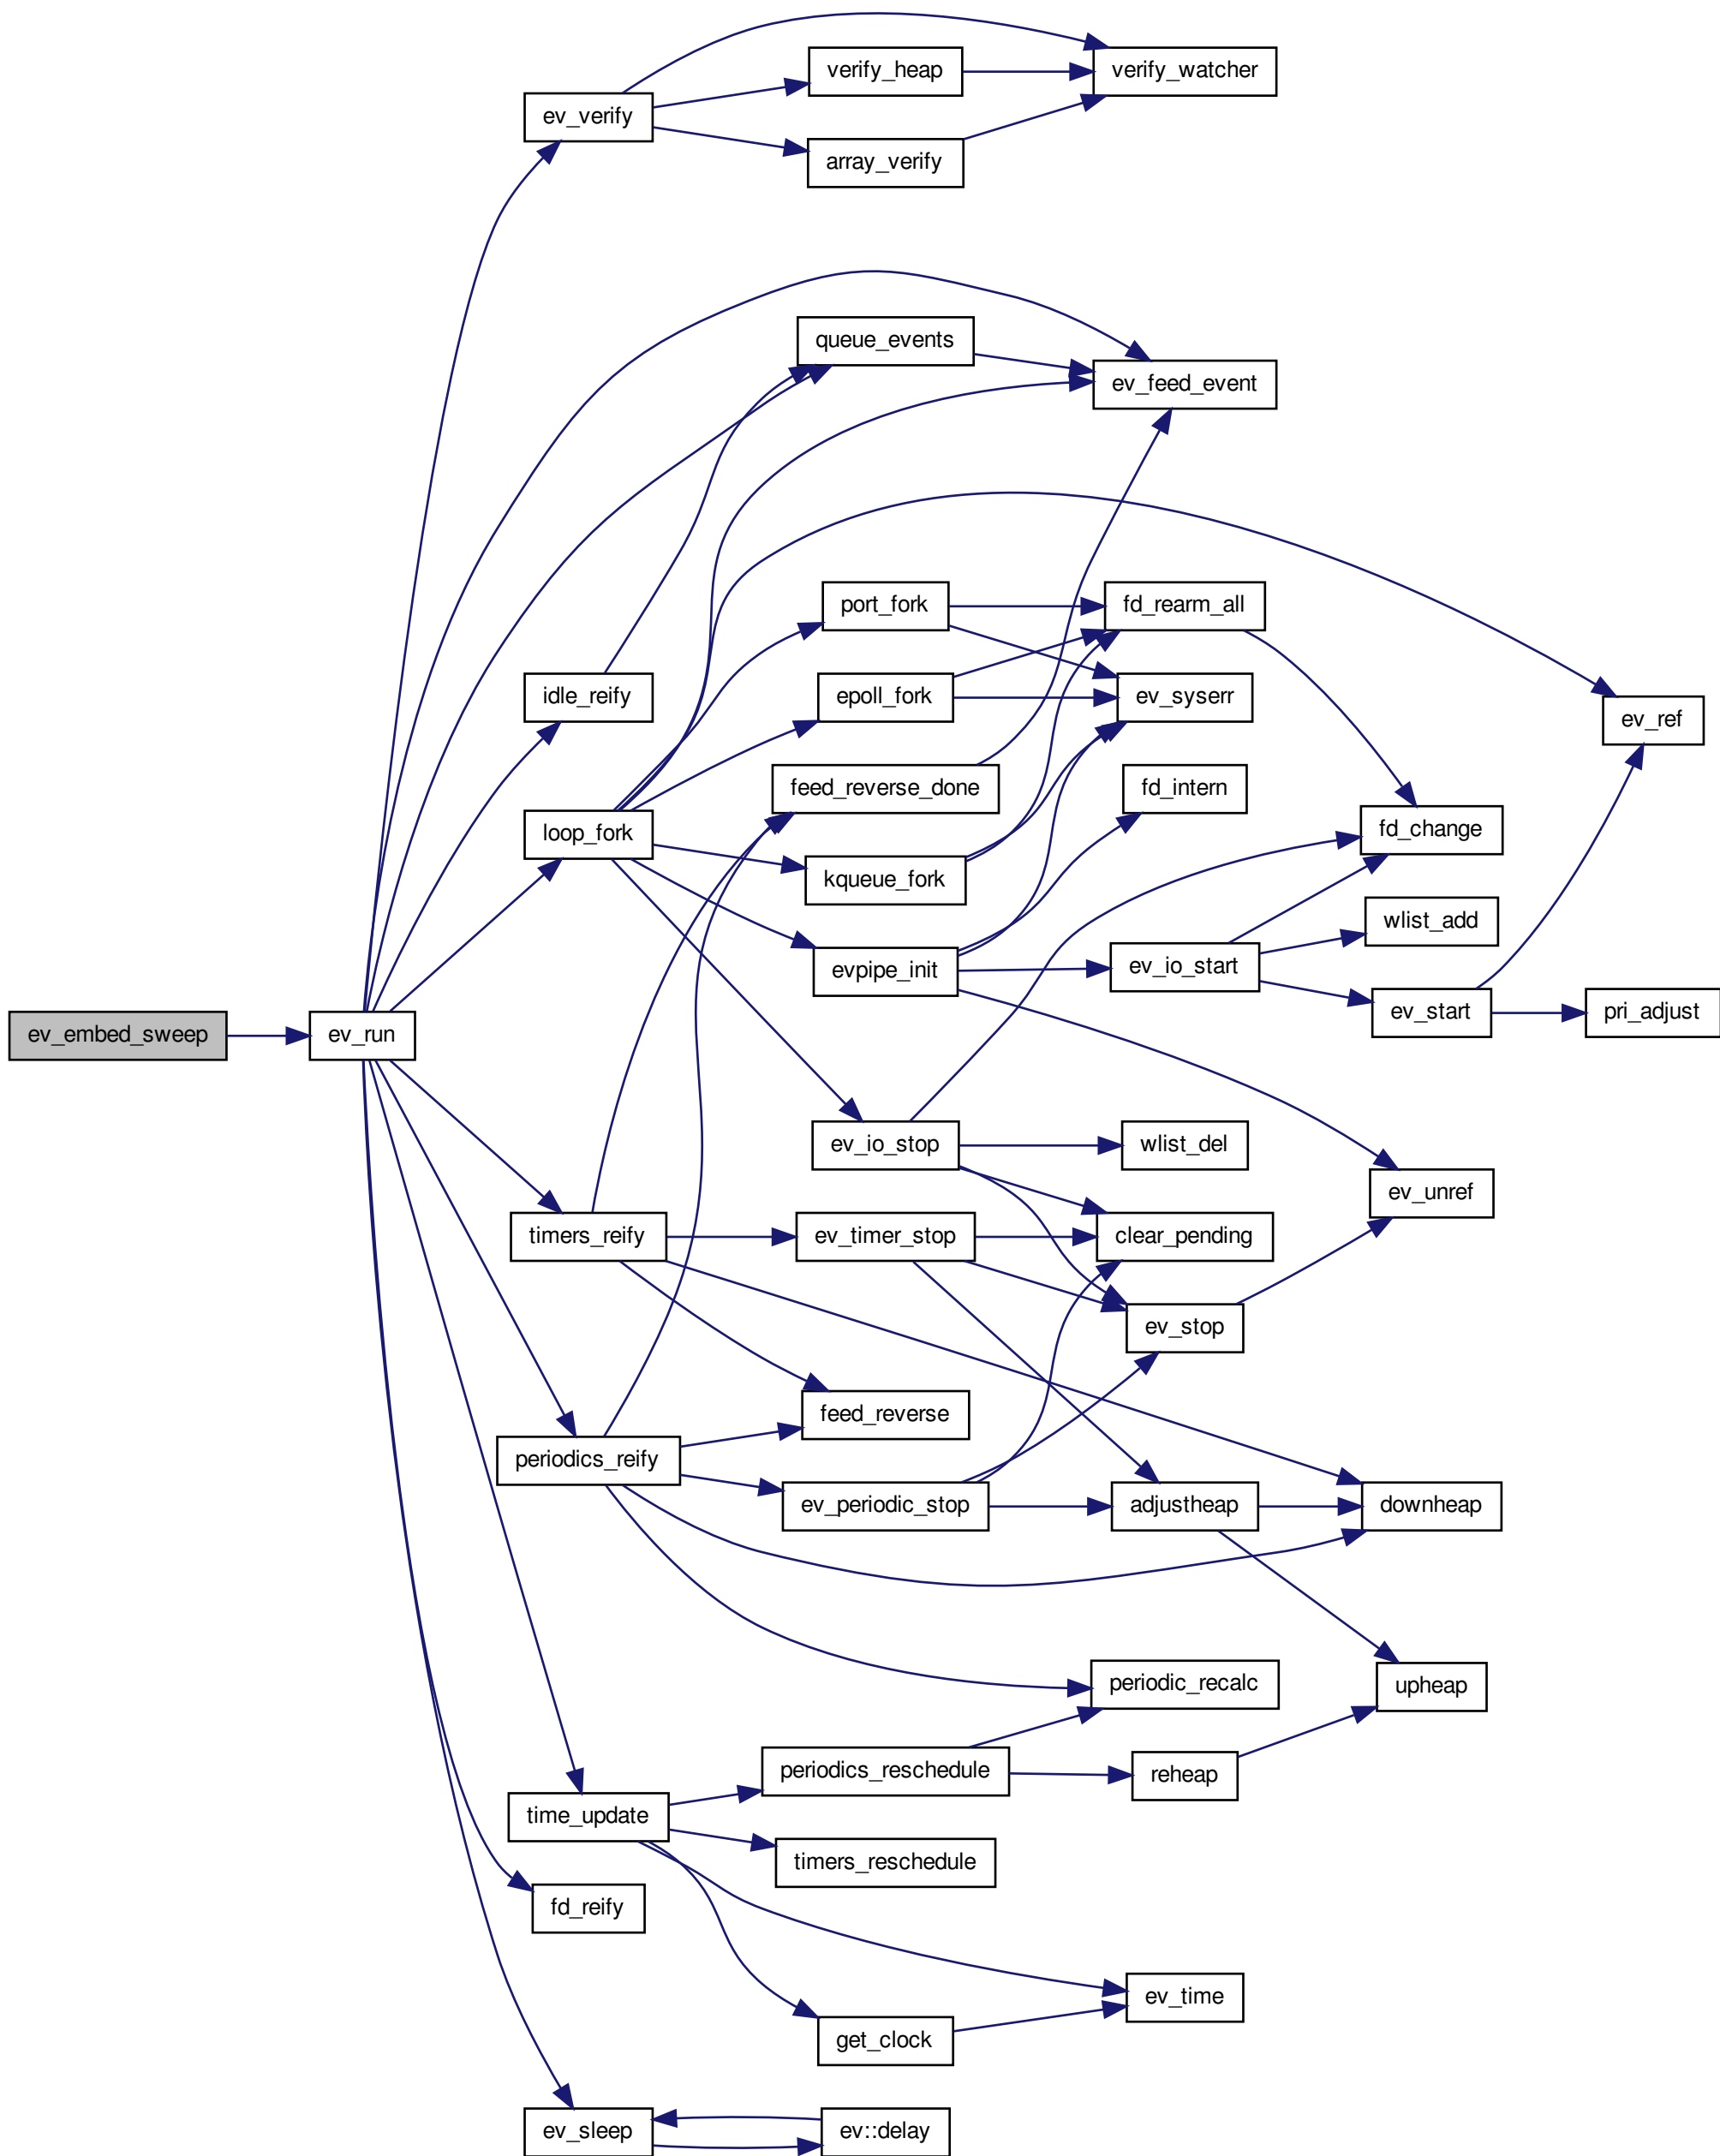 verify_heap
verify_watcher
ev_verify
array_verify
queue_events
ev_feed_event
port_fork
fd_rearm_all
idle_reify
epoll_fork
ev_syserr
ev_ref
feed_reverse_done
fd_intern
loop_fork
fd_change
kqueue_fork
wlist_add
evpipe_init
ev_io_start
ev_start
pri_adjust
ev_embed_sweep
ev_run
ev_io_stop
wlist_del
ev_unref
timers_reify
ev_timer_stop
clear_pending
ev_stop
feed_reverse
periodics_reify
ev_periodic_stop
adjustheap
downheap
periodic_recalc
upheap
periodics_reschedule
reheap
time_update
timers_reschedule
fd_reify
ev_time
get_clock
ev_sleep
ev::delay